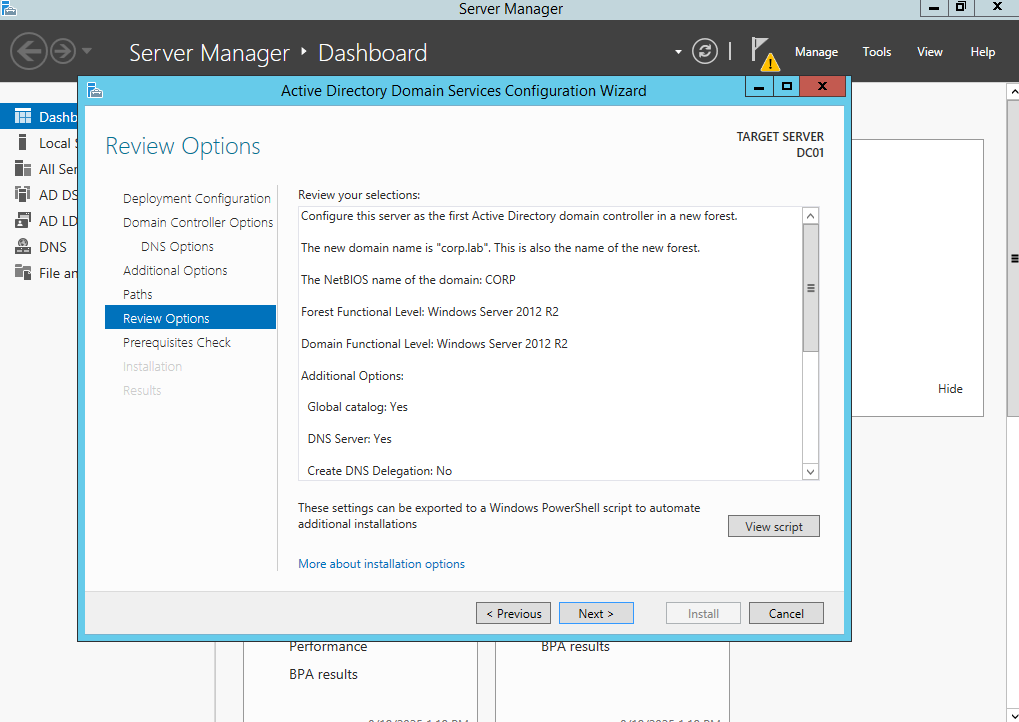 Server Manager
Server Manager Dashboard
Manage Tools View Help
Active Directory Domain Services Configuration Wizard
Dashb
Local S
All Ser
AD DS
AD LD
DNS
File an
Review Options
TARGET SERVER
DC01
Deployment Configuration
Domain Controller Options
DNS Options
Additional Options
Paths
Review Options
Prerequisites Check
Installation
Results
Review your selections:
Configure this server as the first Active Directory domain controller in a new forest.
The new domain name is "corp.lab". This is also the name of the new forest.
The NetBIOS name of the domain: CORP
Forest Functional Level: Windows Server 2012 R2
Domain Functional Level: Windows Server 2012 R2
Additional Options:
Global catalog: Yes
DNS Server: Yes
Create DNS Delegation: No
These settings can be exported to a Windows PowerShell script to automate
additional installations
View script
More about installation options
< Previous
Next >
Install
Cancel
Hide
Performance
BPA results
BPA results